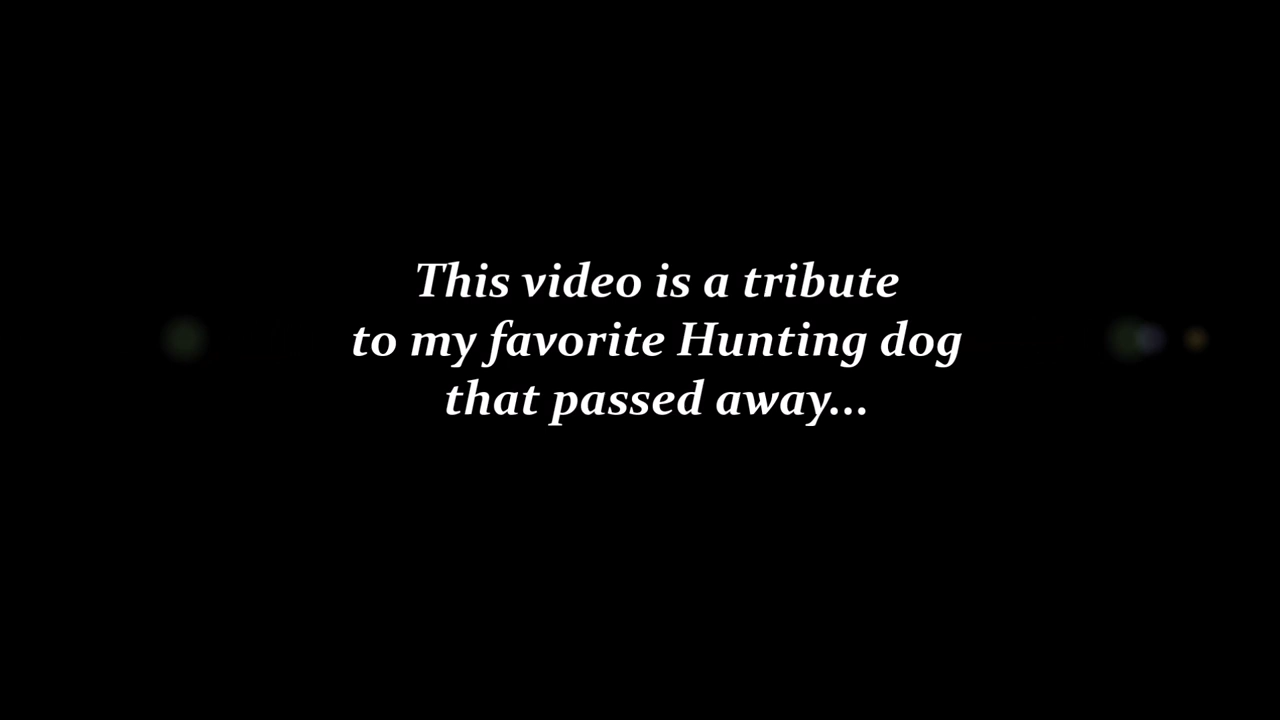 This video is a tribute
to my favorite Hunting dog
that passed away...